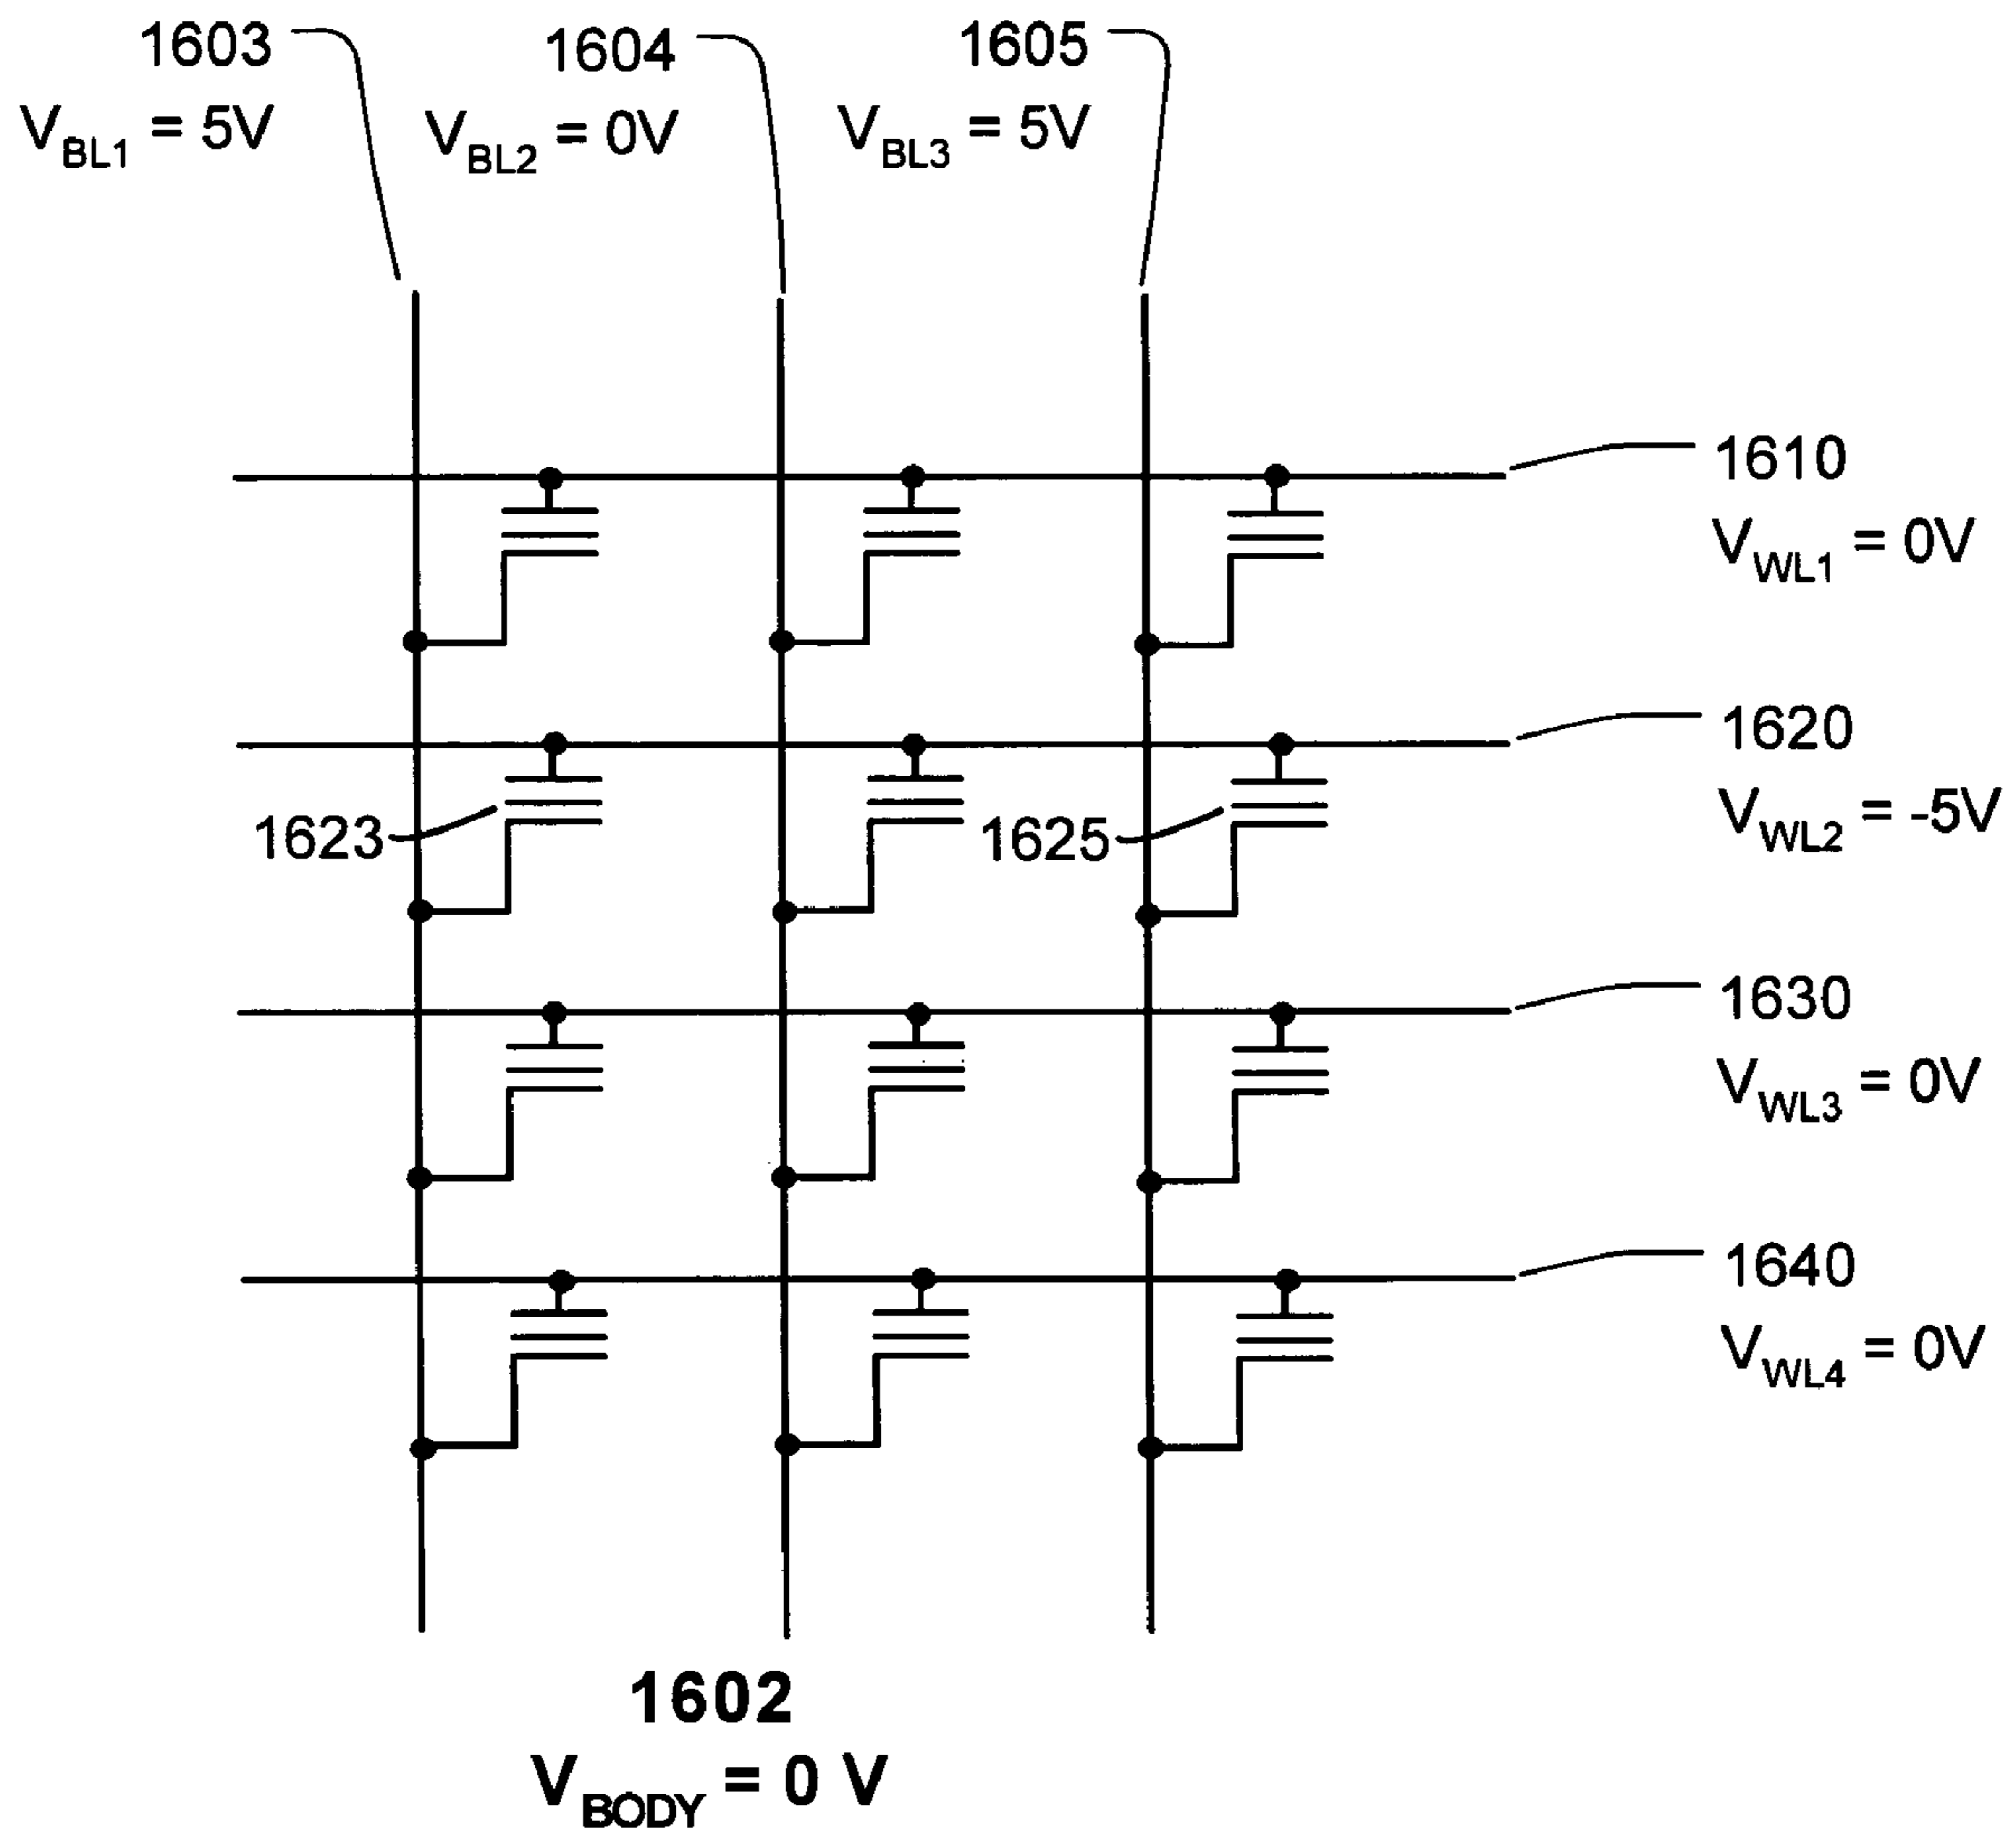 1603 1604 1605
VBL1 = 5V VBL2 = 0V VBL3 = 5V
1610
VWL1 = 0V
1620
VWL2 = -5V
1623 1625
1630
VWL3 = 0V
1640
VWL4 = 0V
1602
VBODY = 0 V